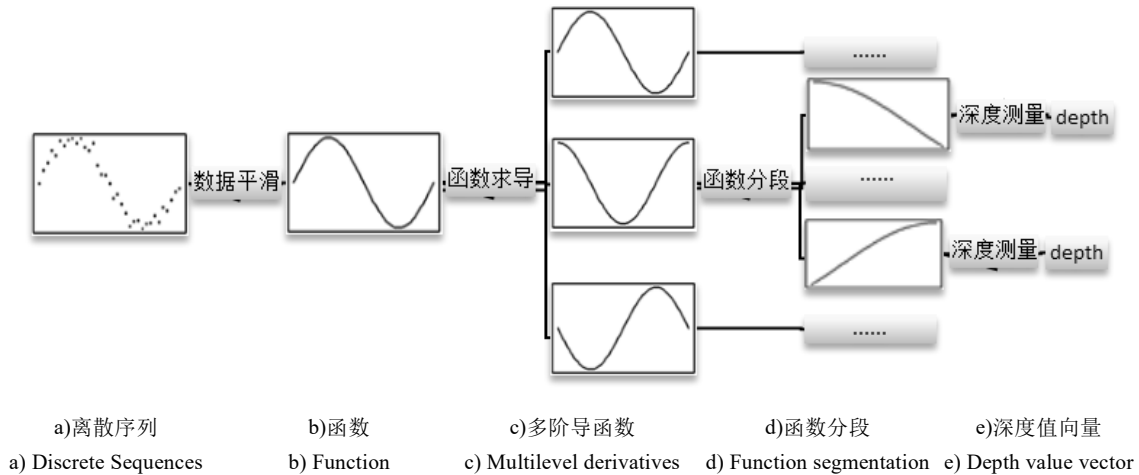 ......
深度测量
depth
数据平滑
函数求导
函数分段
......
深度测量
depth
......
a)离散序列
b)函数
c)多阶导函数
d)函数分段
e)深度值向量
a) Discrete Sequences
b) Function
c) Multilevel derivatives
d) Function segmentation
e) Depth value vector